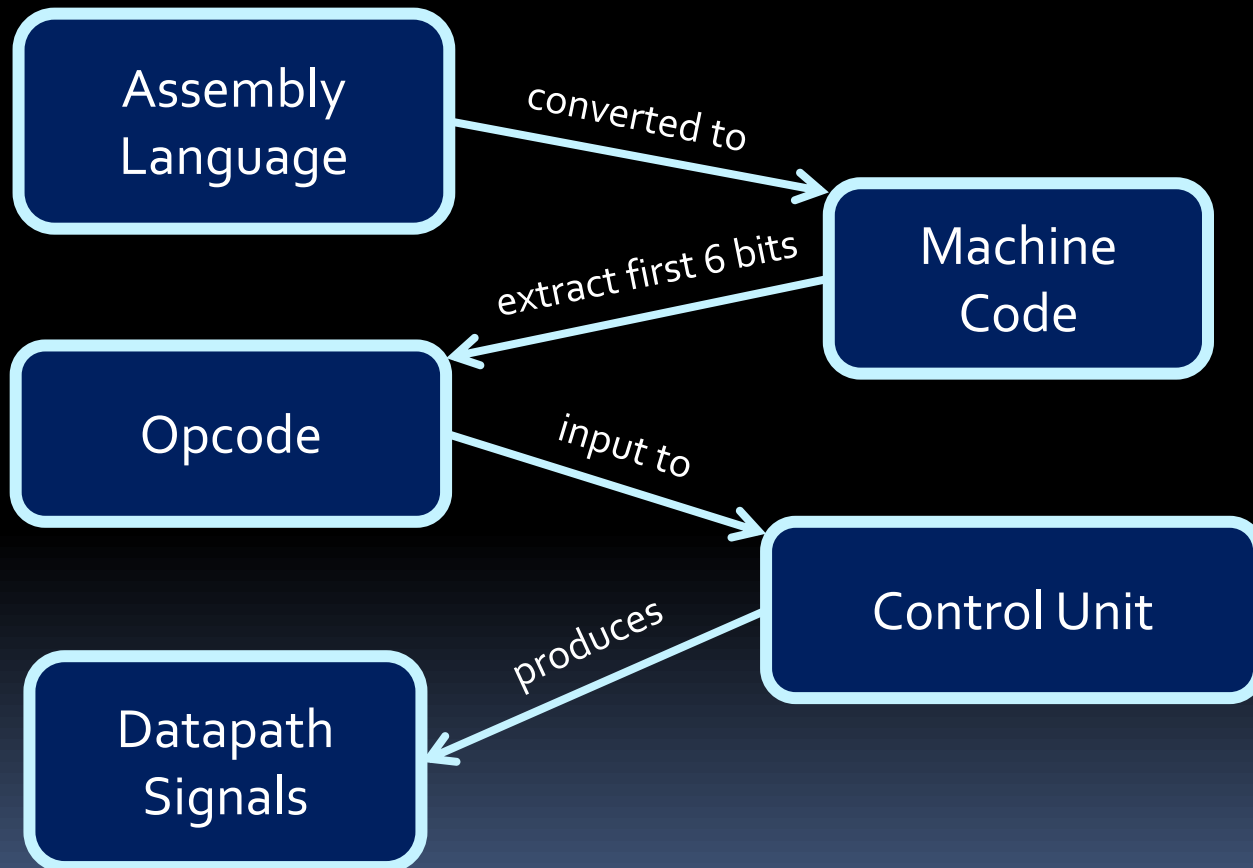 Assembly
Language
converted to
Machine
Code
extract first 6 bits
Opcode
input to
Control Unit
produces
Datapath
Signals